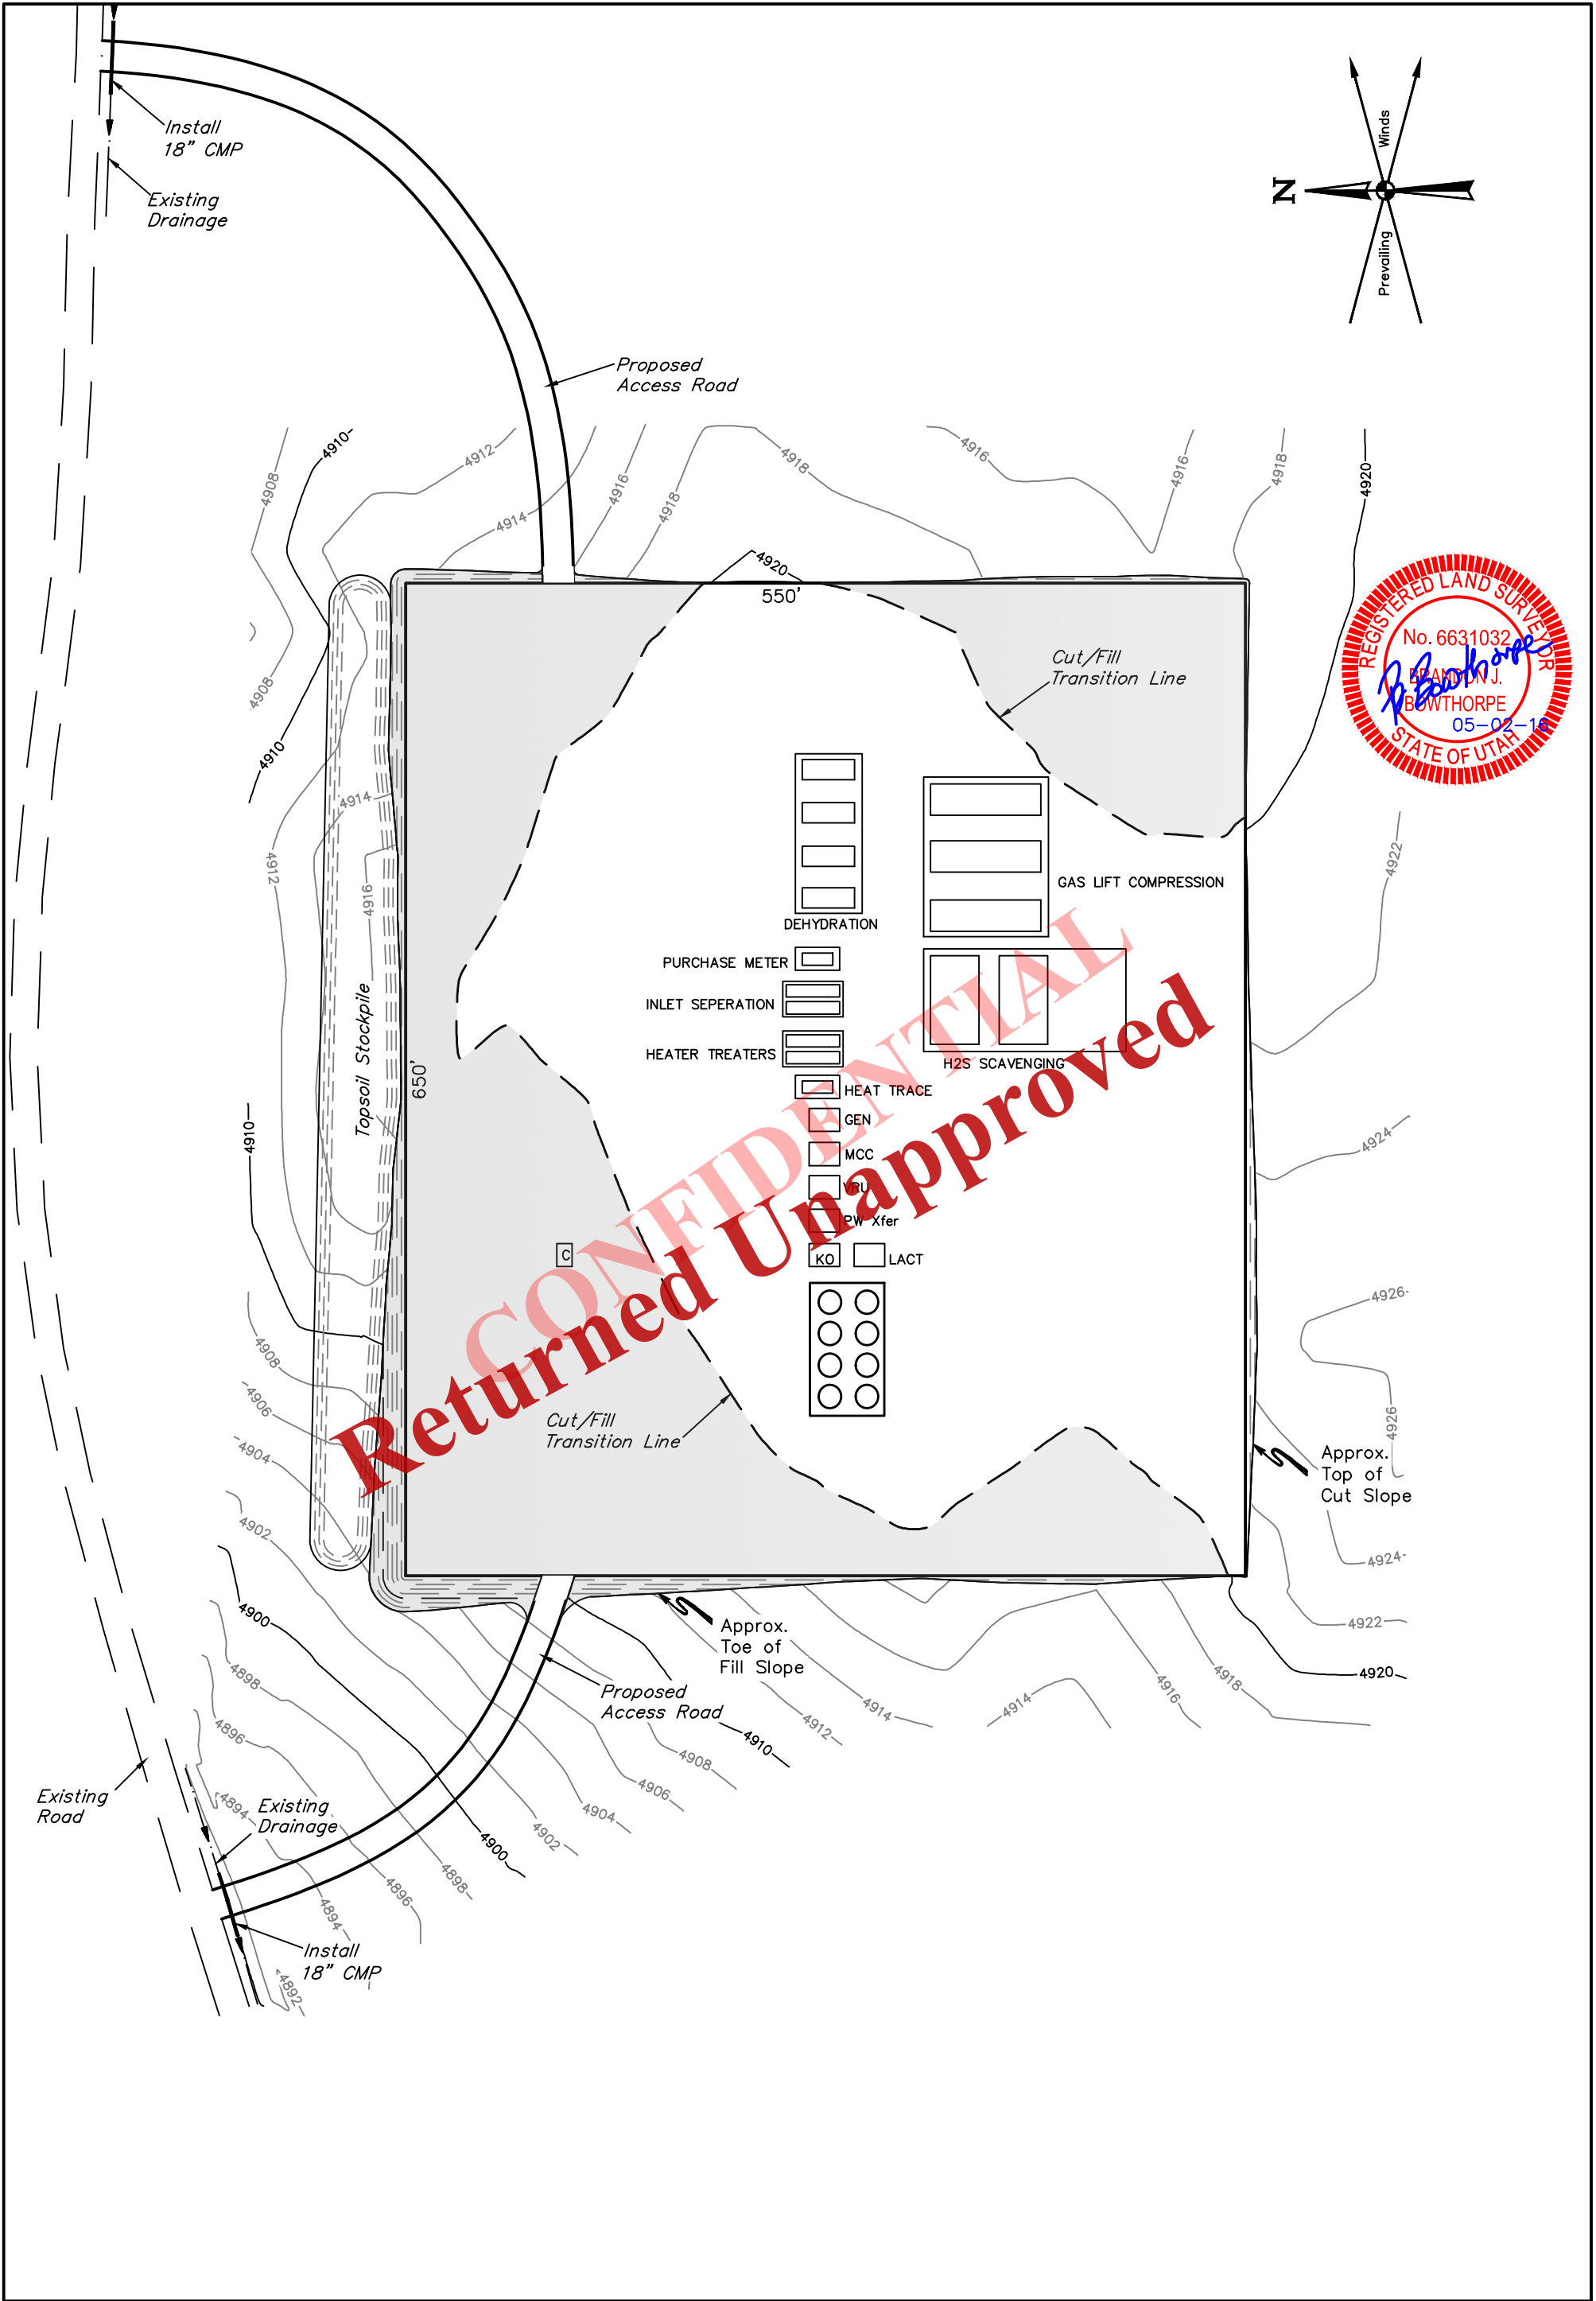 Install
18" CMP
Existing
Drainage
N
Winds
Prevailing
Proposed
Access Road
4908
4910
4912
4914
4916
4918
4918
4916
4916
4918
4920
4920
550'
Cut/Fill
Transition Line
REGISTERED LAND SURVEYOR
No. 6631032
BRANDON J.
BOWTHORPE
B. Bowthorpe
05-02-16
STATE OF UTAH
4908
4910
4914
4912
4916
4922
GAS LIFT COMPRESSION
DEHYDRATION
PURCHASE METER
INLET SEPERATION
HEATER TREATERS
H2S SCAVENGING
HEAT TRACE
GEN
MCC
VRU
PW Xfer
KO
LACT
C
Topsoil Stockpile
650'
4910
4924
4926
4926
4908
4906
4904
4902
4900
4898
4896
4894
CONFIDENTIAL
Returned Unapproved
Cut/Fill
Transition Line
Approx.
Top of
Cut Slope
4924
4922
4920
4918
4916
4914
4914
4912
4910
4908
4906
4904
4902
4900
4898
4896
4894
4892
Approx.
Toe of
Fill Slope
Proposed
Access Road
Existing
Road
Existing
Drainage
Install
18" CMP